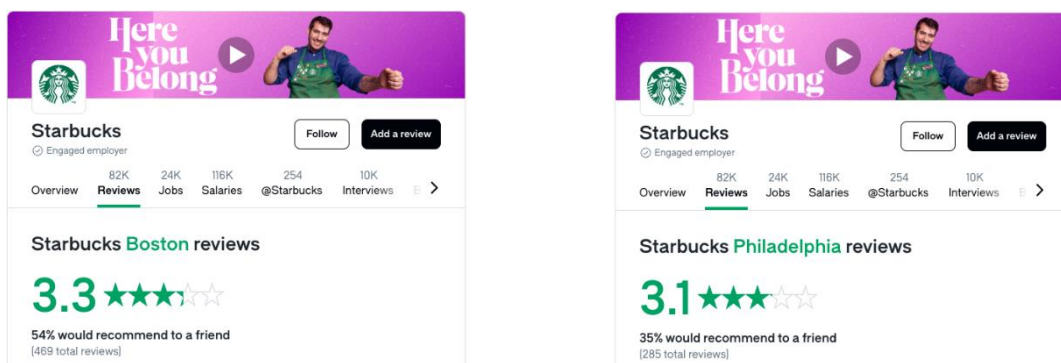 Here
you
Belong
Starbucks
Follow
Add a review
Engaged employer
82K 24K 116K 254 10K
Overview Reviews Jobs Salaries @Starbucks Interviews
Starbucks Boston reviews
3.3
54% would recommend to a friend
(469 total reviews)
Here
you
Belong
Starbucks
Follow
Add a review
Engaged employer
82K 24K 116K 254 10K
Overview Reviews Jobs Salaries @Starbucks Interviews
Starbucks Philadelphia reviews
3.1
35% would recommend to a friend
(285 total reviews)